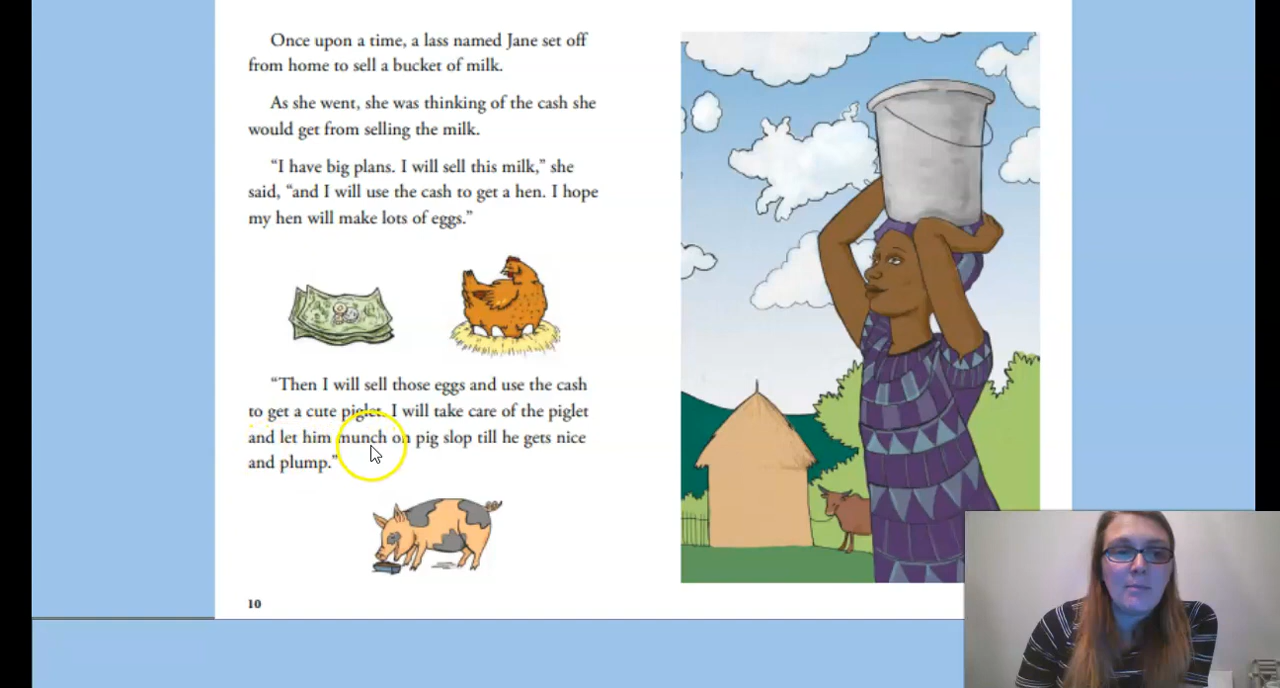 Once upon a time, a lass named Jane set off
from home to sell a bucket of milk.
As she went, she was thinking of the cash she
would get from selling the milk.
“I have big plans. I will sell this milk,” she
said, “and I will use the cash to get a hen. I hope
my hen will make lots of eggs.”
“Then I will sell those eggs and use the cash
to get a cute piglet. I will take care of the piglet
and let him munch on pig slop till he gets nice
and plump.”
10